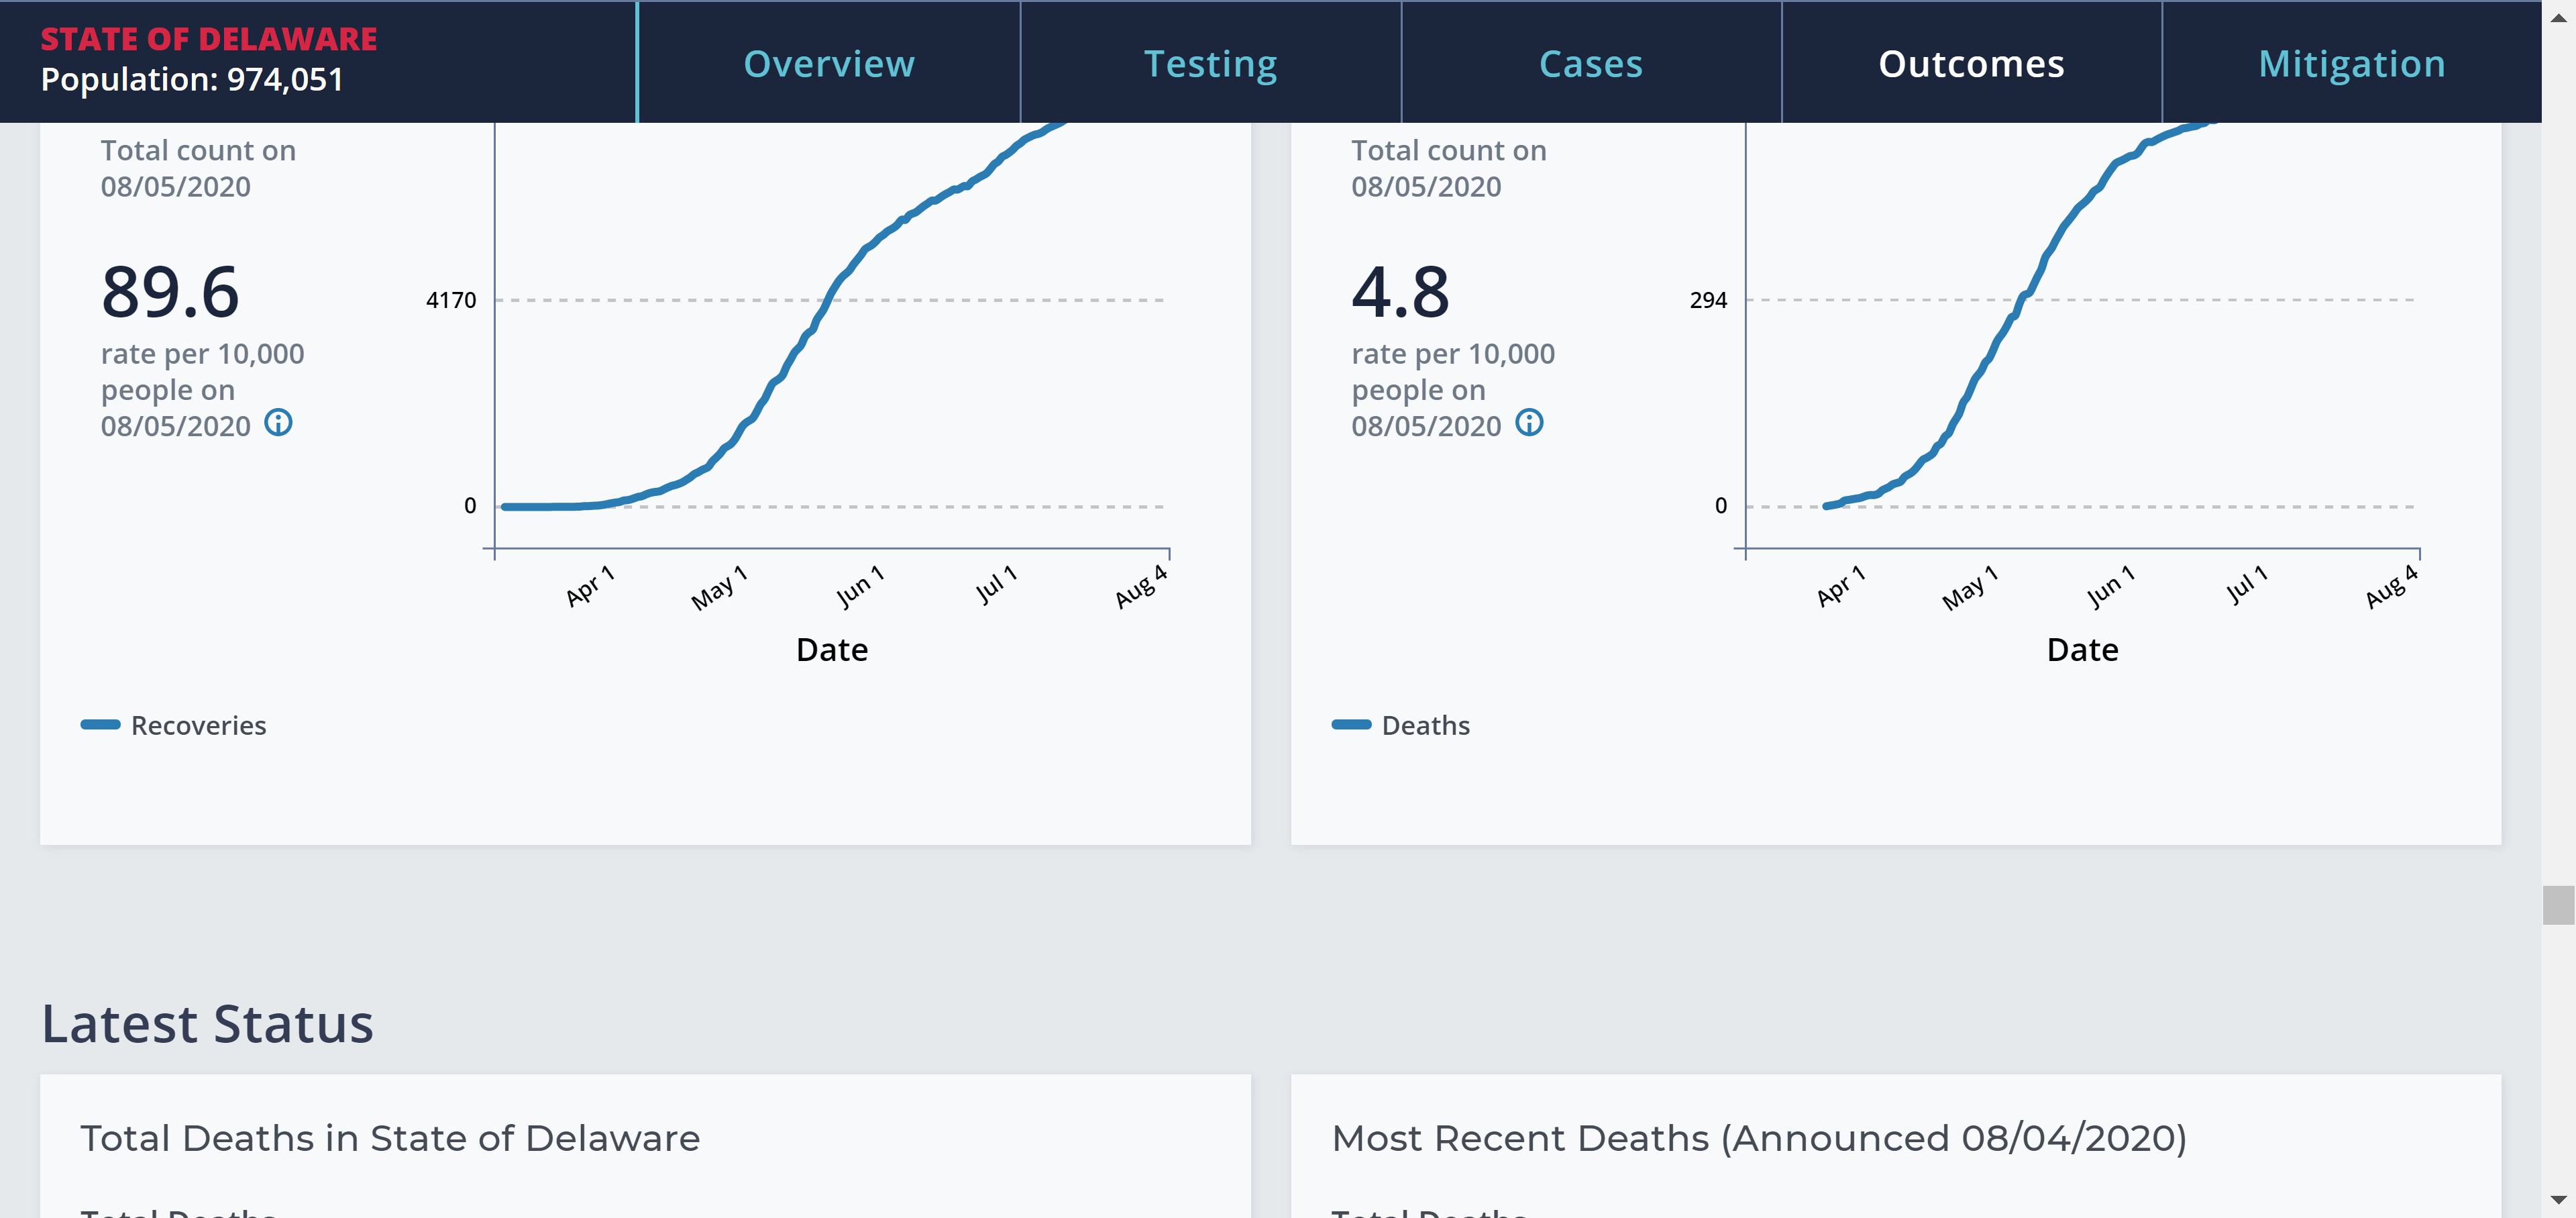 STATE OF DELAWARE
Population: 974,051
Overview
Testing
Cases
Outcomes
Mitigation
Total count on
08/05/2020
89.6
rate per 10,000
people on
08/05/2020
4170
0
Apr 1
May 1
Jun 1
Jul 1
Aug 4
Date
Recoveries
Total count on
08/05/2020
4.8
rate per 10,000
people on
08/05/2020
294
0
Apr 1
May 1
Jun 1
Jul 1
Aug 4
Date
Deaths
Latest Status
Total Deaths in State of Delaware
Total Deaths
Most Recent Deaths (Announced 08/04/2020)
Total Deaths